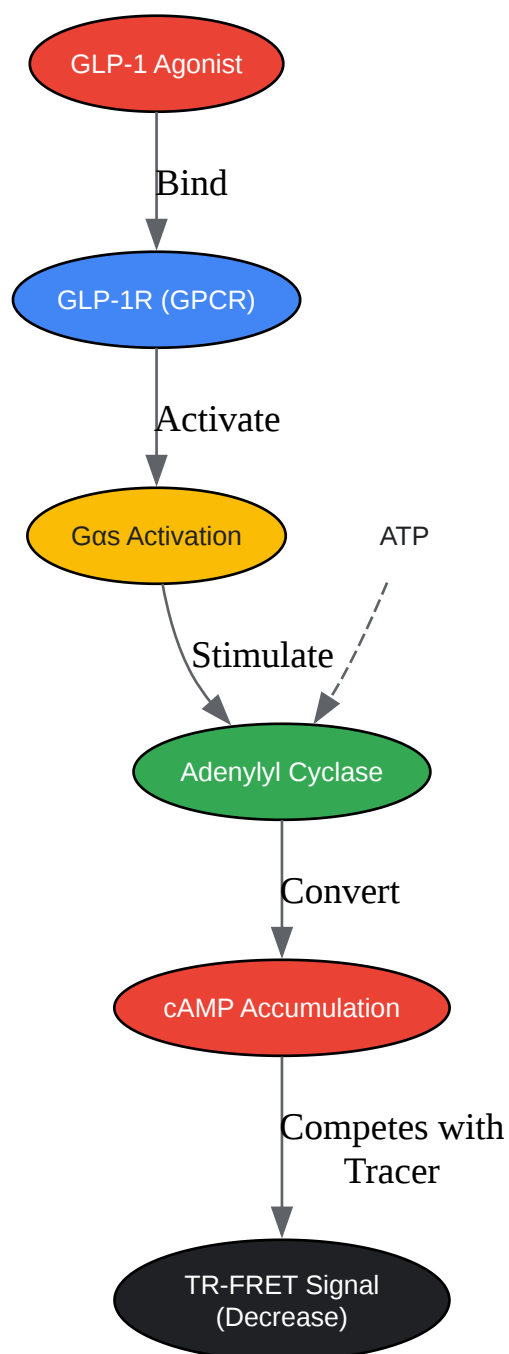 GLP-1 Agonist
Bind
GLP-1R (GPCR)
Activate
Gαs Activation
ATP
Stimulate
Adenylyl Cyclase
Convert
cAMP Accumulation
Competes with
Tracer
TR-FRET Signal
(Decrease)